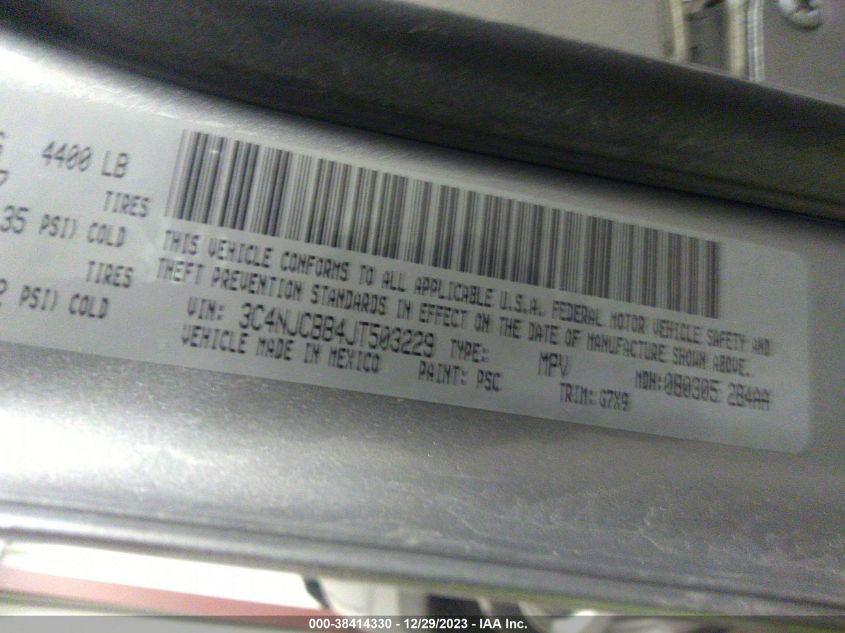 4400 LB
TIRES
35 PSI) COLD
TIRES
PSI) COLD
THIS VEHICLE CONFORMS TO ALL APPLICABLE U.S.A. FEDERAL MOTOR VEHICLE SAFETY AND
THEFT PREVENTION STANDARDS IN EFFECT ON THE DATE OF MANUFACTURE SHOWN ABOVE.
VIN: 3C4NJCBB4JT503229 TYPE: MPV MDH:080305 2B4AA
VEHICLE MADE IN MEXICO PAINT: PSC TRIM:G7X9
000-38414330 - 12/29/2023 - IAA Inc.